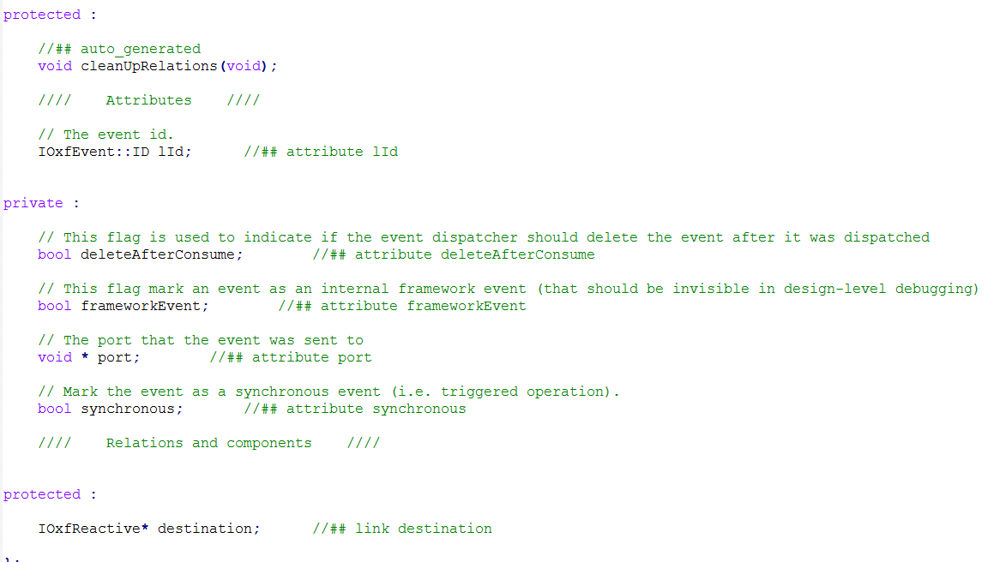 protected :
//## auto_generated
void cleanUpRelations(void);
////    Attributes    ////
// The event id.
IOxfEvent::ID lId;      //## attribute lId
private :
// This flag is used to indicate if the event dispatcher should delete the event after it was dispatched
bool deleteAfterConsume;        //## attribute deleteAfterConsume
// This flag mark an event as an internal framework event (that should be invisible in design-level debugging)
bool frameworkEvent;        //## attribute frameworkEvent
// The port that the event was sent to
void * port;        //## attribute port
// Mark the event as a synchronous event (i.e. triggered operation).
bool synchronous;       //## attribute synchronous
////    Relations and components    ////
protected :
IOxfReactive* destination;      //## link destination